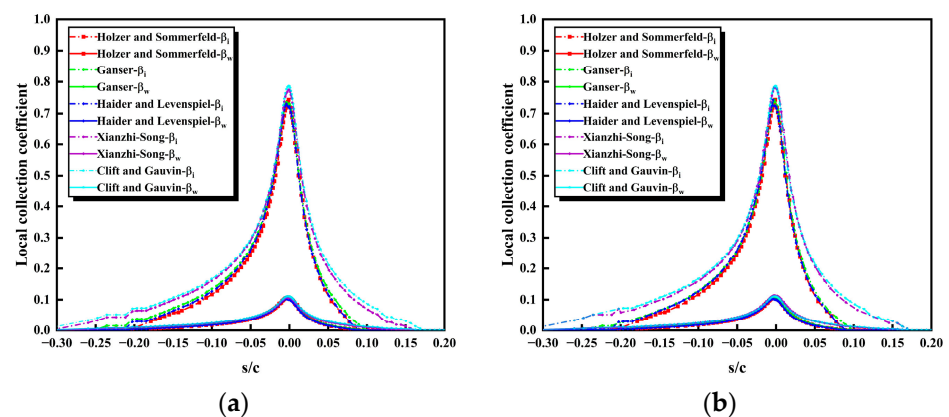 1.0
0.9
0.8
0.7
0.6
0.5
0.4
0.3
0.2
0.1
0.0
Local collection coefficient
Holzer and Sommerfeld-βi
Holzer and Sommerfeld-βw
Ganser-βi
Ganser-βw
Haider and Levenspiel-βi
Haider and Levenspiel-βw
Xianzhi-Song-βi
Xianzhi-Song-βw
Clift and Gauvin-βi
Clift and Gauvin-βw
−0.30 −0.25 −0.20 −0.15 −0.10 −0.05 0.00 0.05 0.10 0.15 0.20
s/c
(a)
1.0
0.9
0.8
0.7
0.6
0.5
0.4
0.3
0.2
0.1
0.0
Local collection coefficient
Holzer and Sommerfeld-βi
Holzer and Sommerfeld-βw
Ganser-βi
Ganser-βw
Haider and Levenspiel-βi
Haider and Levenspiel-βw
Xianzhi-Song-βi
Xianzhi-Song-βw
Clift and Gauvin-βi
Clift and Gauvin-βw
−0.30 −0.25 −0.20 −0.15 −0.10 −0.05 0.00 0.05 0.10 0.15 0.20
s/c
(b)